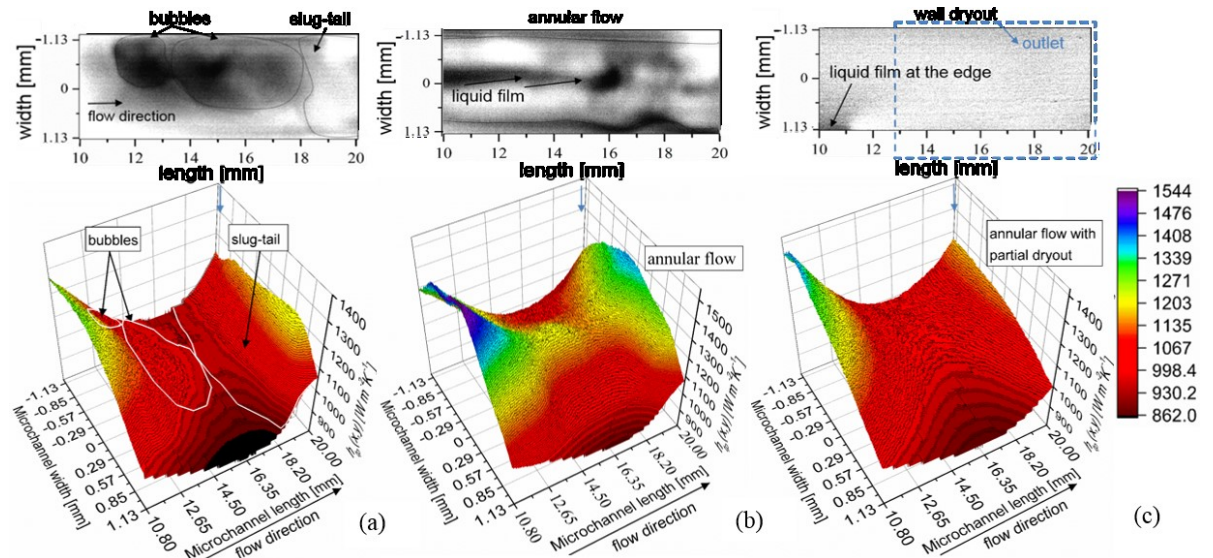 bubbles
slug-tail
-1.13
0
1.13
width [mm]
flow direction
10 12 14 16 18 20
length [mm]
annular flow
-1.13
0
1.13
width [mm]
liquid film
10 12 14 16 18 20
length [mm]
wall dryout
outlet
-1.13
0
1.13
width [mm]
liquid film at the edge
10 12 14 16 18 20
length [mm]
bubbles
slug-tail
1400
1300
1200
1100
1000
900
-1.13
-0.85
-0.57
-0.29
0
0.29
0.57
0.85
1.13
Microchannel width [mm]
10.80
12.65
14.50
16.35
18.20
20.00
Microchannel length [mm]
flow direction
(a)
annular flow
1500
1400
1300
1200
1100
1000
900
-1.13
-0.85
-0.57
-0.29
0
0.29
0.57
0.85
1.13
Microchannel width [mm]
10.80
12.65
14.50
16.35
18.20
20.00
Microchannel length [mm]
flow direction
(b)
annular flow with
partial dryout
1400
1300
1200
1100
1000
900
-1.13
-0.85
-0.57
-0.29
0
0.29
0.57
0.85
1.13
Microchannel width [mm]
10.80
12.65
14.50
16.35
18.20
20.00
Microchannel length [mm]
flow direction
(c)
1544
1476
1408
1339
1271
1203
1135
1067
998.4
930.2
862.0